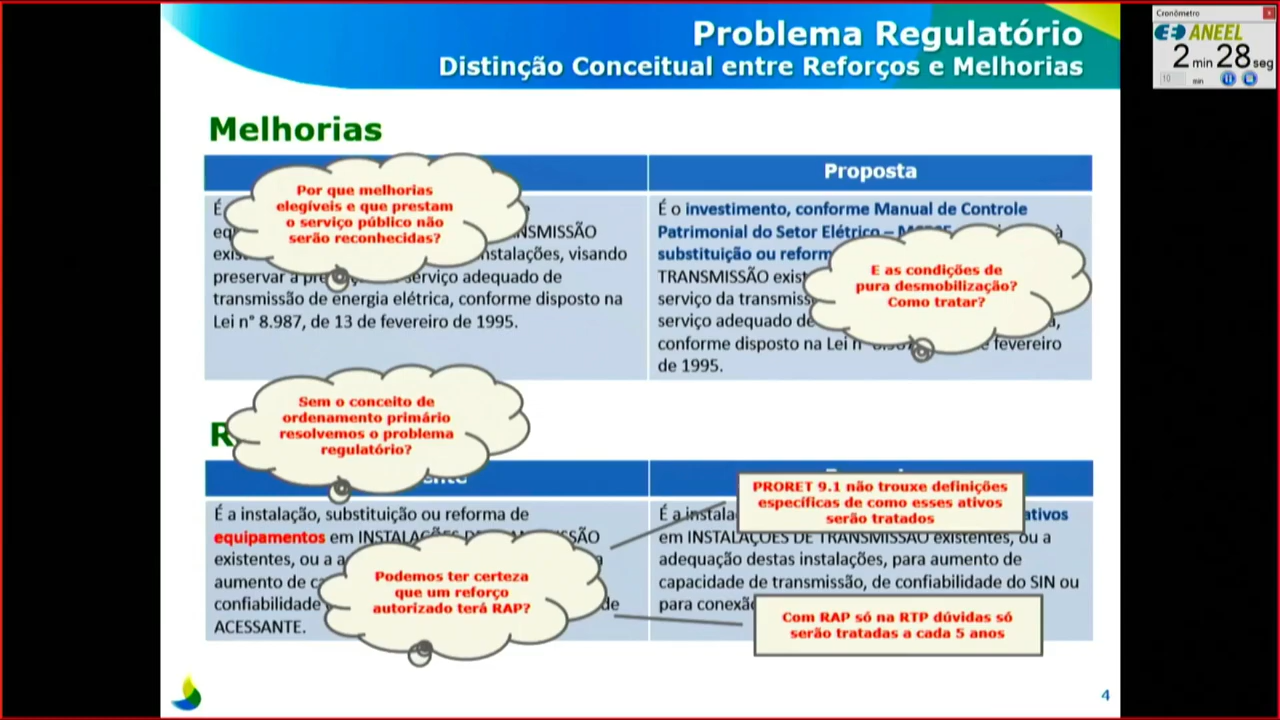 Problema Regulatório
Distinção Conceitual entre Reforços e Melhorias
Cronômetro
ANEEL
2 min 28 seg
10 min
Melhorias
Proposta
Por que melhorias
elegíveis e que prestam
o serviço público não
serão reconhecidas?
É
NSMISSÃO
nstalações, visando
preservar a serviço adequado de
transmissão de energia elétrica, conforme disposto na
Lei n° 8.987, de 13 de fevereiro de 1995.
É o investimento, conforme Manual de Controle
Patrimonial do Setor Elétrico – à
substituição ou reform
TRANSMISSÃO exist
serviço da transmiss
serviço adequado de
conforme disposto na Lei n fevereiro
de 1995.
E as condições de
pura desmobilização?
Como tratar?
Sem o conceito de
ordenamento primário
resolvemos o problema
regulatório?
R
É a instalação, substituição ou reforma de
equipamentos em INSTALAÇÕES DE TRANSMISSÃO
existentes, ou a a
aumento de ca
confiabilidade de
ACESSANTE.
Podemos ter certeza
que um reforço
autorizado terá RAP?
PRORET 9.1 não trouxe definições
específicas de como esses ativos
serão tratados
É a instala ativos
em INSTALAÇÕES DE TRANSMISSÃO existentes, ou a
adequação destas instalações, para aumento de
capacidade de transmissão, de confiabilidade do SIN ou
para conexã
Com RAP só na RTP dúvidas só
serão tratadas a cada 5 anos
4